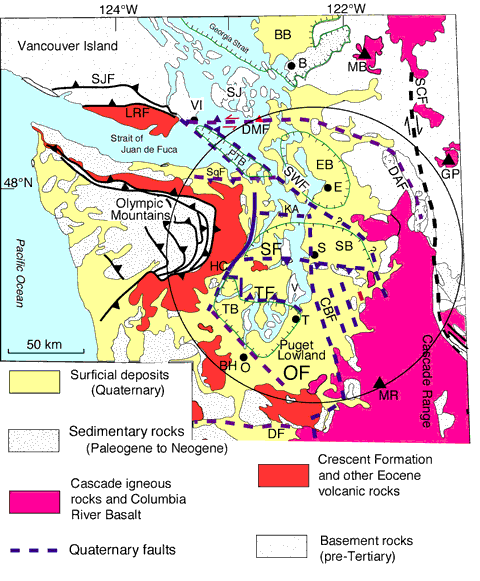 124°W
122°W
Vancouver Island
Georgia Strait
BB
B
MB
SJF
SJ
SCF
LRF
VI
DMF
Strait of
Juan de Fuca
PTB
EB
GP
SqF
SWF
DAF
48°N
E
Olympic
Mountains
KA
?
Pacific Ocean
SF
S
SB
?
HC
V
TF
CBF
TB
T
Puget
Lowland
50 km
BH
O
OF
MR
Cascade Range
DF
Surficial deposits
(Quaternary)
Sedimentary rocks
(Paleogene to Neogene)
Crescent Formation
and other Eocene
volcanic rocks
Cascade igneous
rocks and Columbia
River Basalt
Quaternary faults
Basement rocks
(pre-Tertiary)